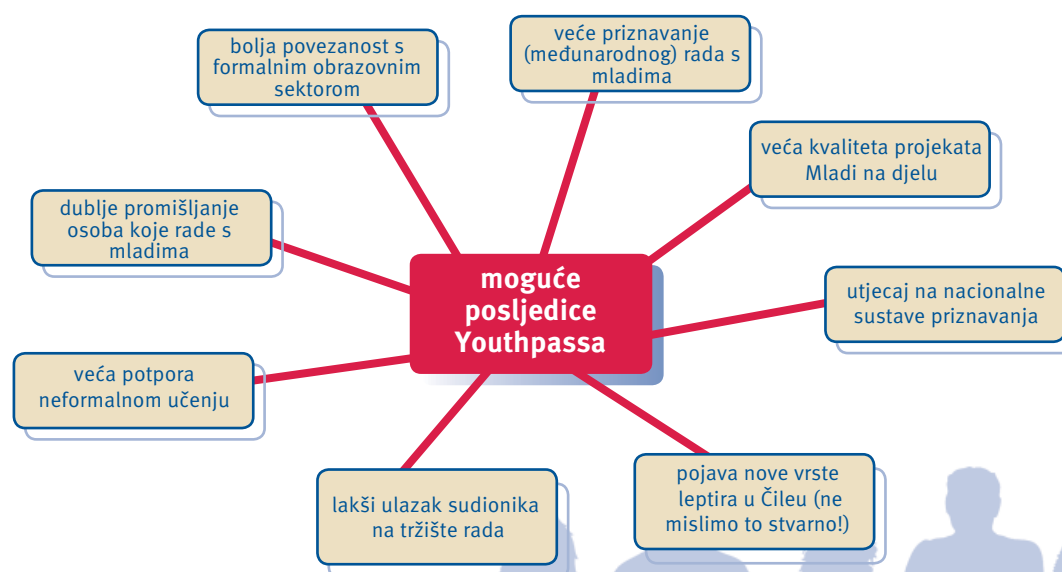 bolja povezanost s
formalnim obrazovnim
sektorom
veće priznavanje
(međunarodnog) rada s
mladima
veća kvaliteta projekata
Mladi na djelu
dublje promišljanje
osoba koje rade s
mladima
moguće
posljedice
Youthpassa
utjecaj na nacionalne
sustave priznavanja
veća potpora
neformalnom učenju
lakši ulazak sudionika
na tržište rada
pojava nove vrste
leptira u Čileu (ne
mislimo to stvarno!)